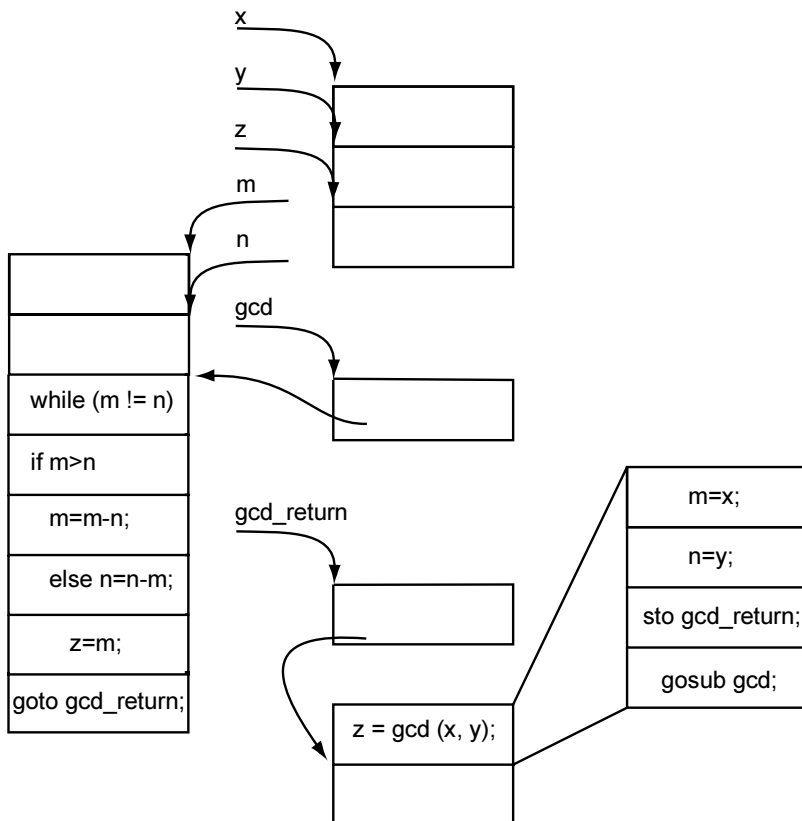 x
y
z
m
n
gcd
while (m != n)
if m>n
m=m-n;
else n=n-m;
z=m;
goto gcd_return;
gcd_return
z = gcd (x, y);
m=x;
n=y;
sto gcd_return;
gosub gcd;